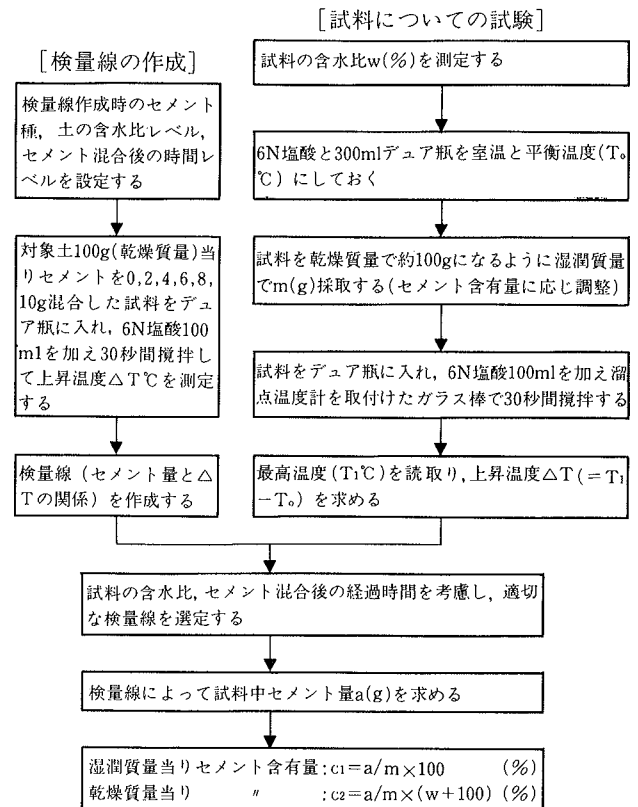 [検量線の作成]
検量線作成時のセメント
種，土の含水比レベル，
セメント混合後の時間レ
ベルを設定する
対象土100g(乾燥質量)当
りセメントを0,2,4,6,8,
10g混合した試料をデュ
ア瓶に入れ，6N塩酸100
mlを加え30秒間攪拌し
て上昇温度△T℃を測定
する
検量線（セメント量と△
Tの関係）を作成する
[試料についての試験]
試料の含水比w(%)を測定する
6N塩酸と300mlデュア瓶を室温と平衡温度(T₀
℃)にしておく
試料を乾燥質量で約100gになるように湿潤質量
でm(g)採取する(セメント含有量に応じ調整)
試料をデュア瓶に入れ，6N塩酸100mlを加え溜
点温度計を取付けたガラス棒で30秒間攪拌する
最高温度(T₁℃)を読取り，上昇温度△T(=T₁
－T₀）を求める
試料の含水比，セメント混合後の経過時間を考慮し，適切
な検量線を選定する
検量線によって試料中セメント量a(g)を求める
湿潤質量当りセメント含有量:c₁=a/m×100 (%)
乾燥質量当り 〃 :c₂=a/m×(w+100) (%)